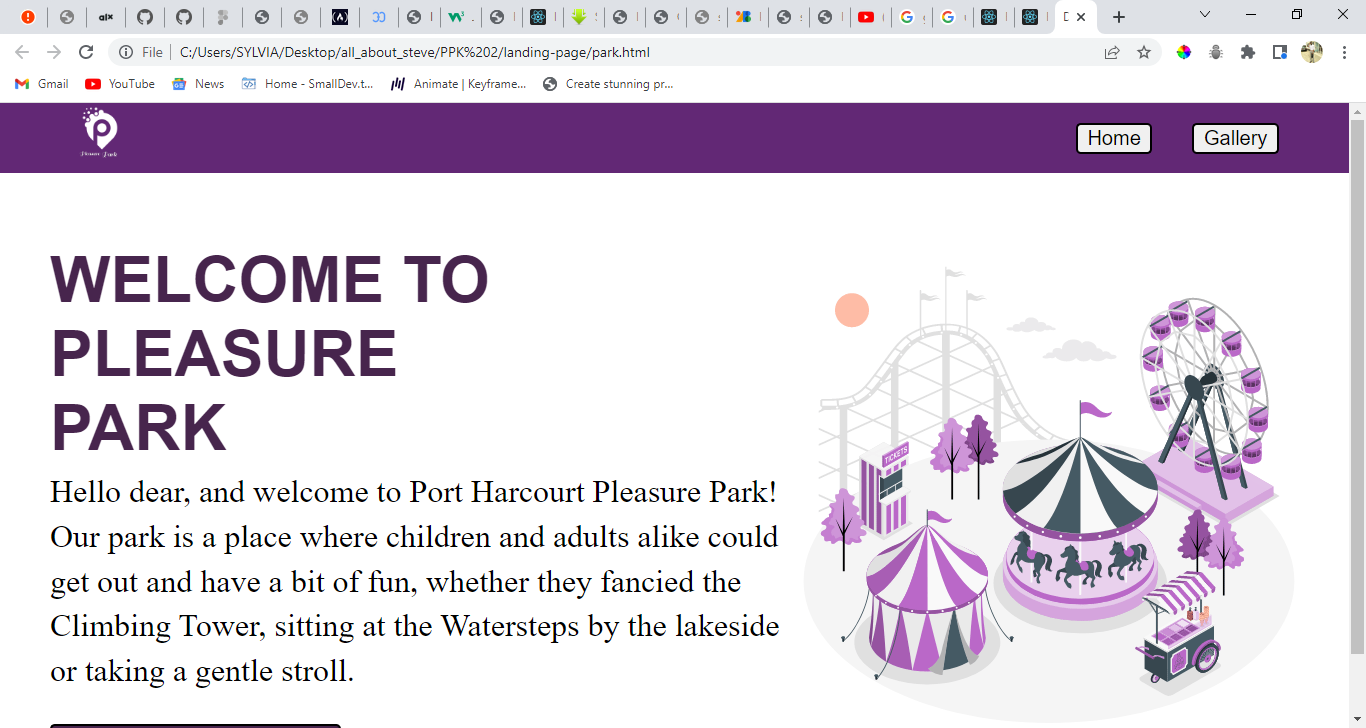 File
C:/Users/SYLVIA/Desktop/all_about_steve/PPK%202/landing-page/park.html
Gmail
YouTube
News
Home - SmallDev.t...
Animate | Keyframe...
Create stunning pr...
Home
Gallery
WELCOME TO
PLEASURE
PARK
Hello dear, and welcome to Port Harcourt Pleasure Park!
Our park is a place where children and adults alike could
get out and have a bit of fun, whether they fancied the
Climbing Tower, sitting at the Watersteps by the lakeside
or taking a gentle stroll.
TICKETS